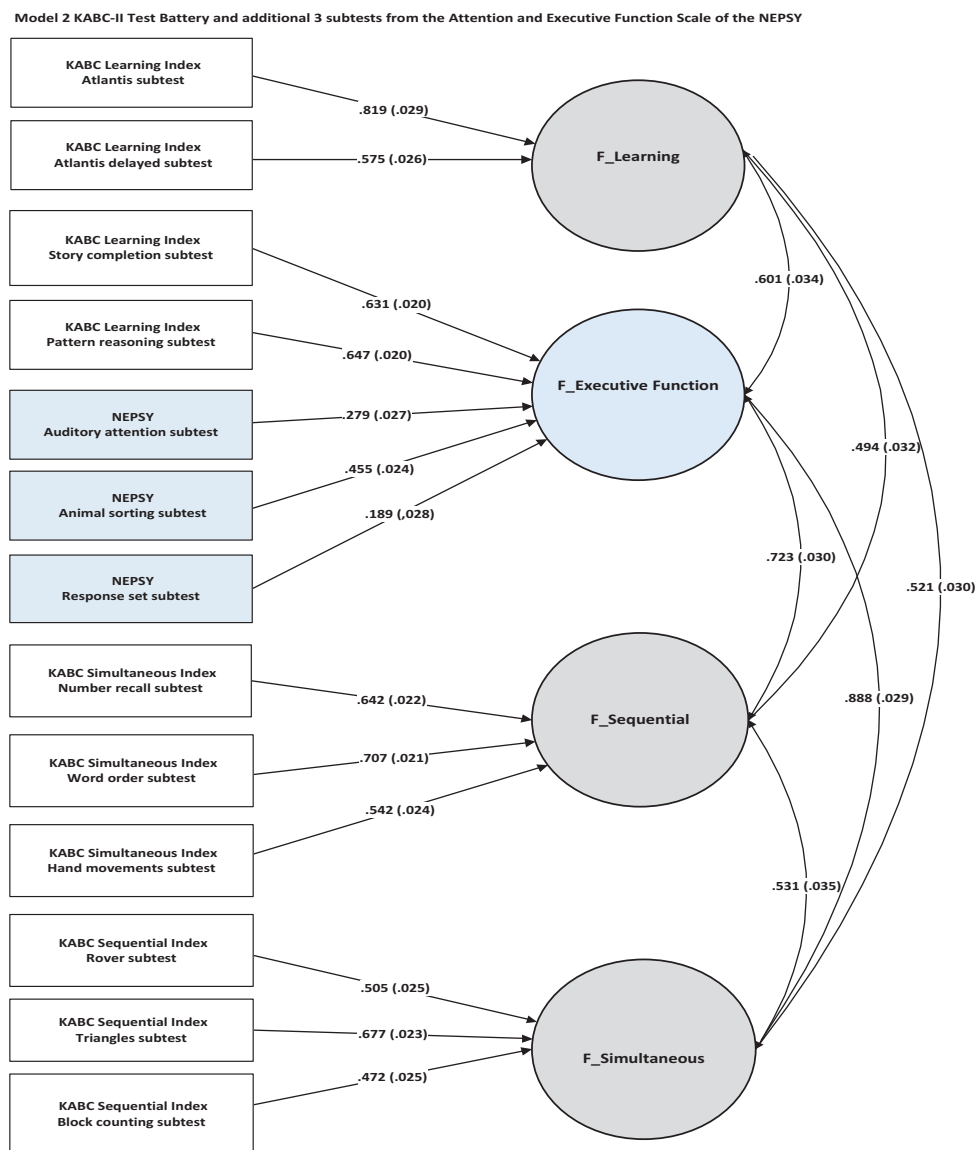 Model 2 KABC-II Test Battery and additional 3 subtests from the Attention and Executive Function Scale of the NEPSY
KABC Learning Index
Atlantis subtest
.819 (.029)
KABC Learning Index
Atlantis delayed subtest
.575 (.026)
F_Learning
KABC Learning Index
Story completion subtest
.631 (.020)
.601 (.034)
KABC Learning Index
Pattern reasoning subtest
.647 (.020)
F_Executive Function
NEPSY
Auditory attention subtest
.279 (.027)
.494 (.032)
NEPSY
Animal sorting subtest
.455 (.024)
.189 (,028)
NEPSY
Response set subtest
.723 (.030)
.521 (.030)
KABC Simultaneous Index
Number recall subtest
.642 (.022)
F_Sequential
.888 (.029)
KABC Simultaneous Index
Word order subtest
.707 (.021)
.542 (.024)
KABC Simultaneous Index
Hand movements subtest
.531 (.035)
KABC Sequential Index
Rover subtest
.505 (.025)
KABC Sequential Index
Triangles subtest
.677 (.023)
F_Simultaneous
.472 (.025)
KABC Sequential Index
Block counting subtest